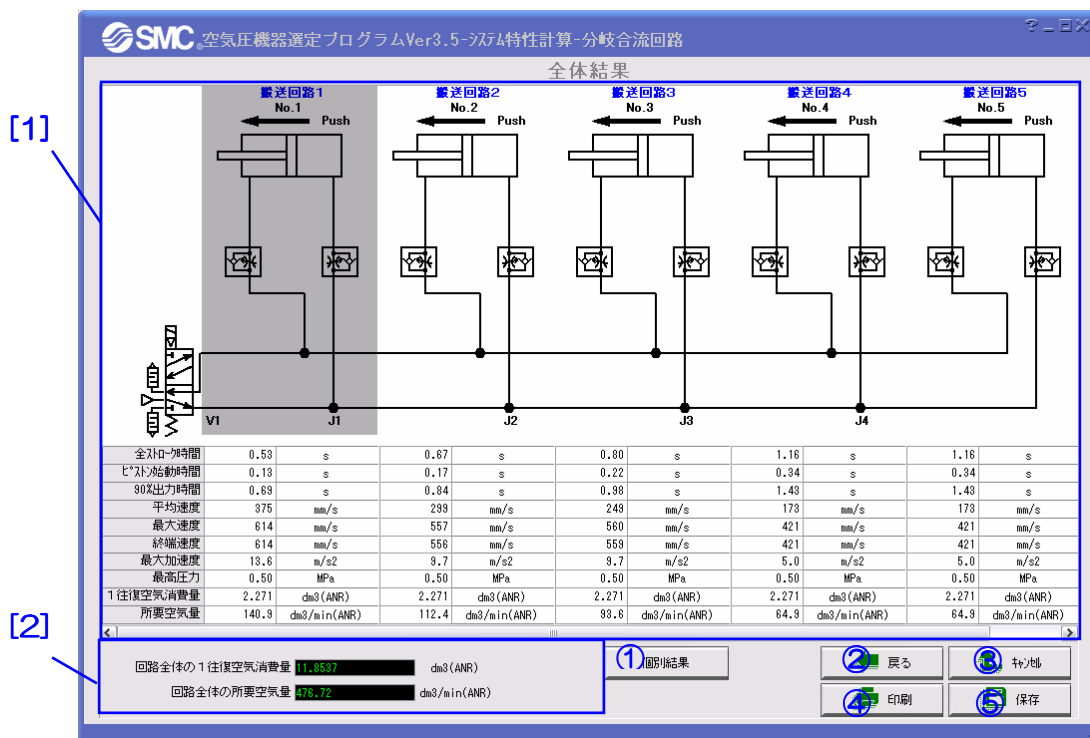 SMC 空気圧機器選定プログラムVer3.5-システム特性計算-分岐合流回路
全体結果
[1]
搬送回路1 搬送回路2 搬送回路3 搬送回路4 搬送回路5
No.1 No.2 No.3 No.4 No.5
Push Push Push Push Push
V1 J1 J2 J3 J4
全ストローク時間 0.53 s 0.67 s 0.80 s 1.16 s 1.16 s
ピストン始動時間 0.13 s 0.17 s 0.22 s 0.34 s 0.34 s
90%出力時間 0.69 s 0.84 s 0.98 s 1.43 s 1.43 s
平均速度 375 mm/s 299 mm/s 249 mm/s 173 mm/s 173 mm/s
最大速度 614 mm/s 557 mm/s 560 mm/s 421 mm/s 421 mm/s
終端速度 614 mm/s 556 mm/s 559 mm/s 421 mm/s 421 mm/s
最大加速度 13.6 m/s2 9.7 m/s2 9.7 m/s2 5.0 m/s2 5.0 m/s2
最高圧力 0.50 MPa 0.50 MPa 0.50 MPa 0.50 MPa 0.50 MPa
1往復空気消費量 2.271 dm3(ANR) 2.271 dm3(ANR) 2.271 dm3(ANR) 2.271 dm3(ANR) 2.271 dm3(ANR)
所要空気量 140.9 dm3/min(ANR) 112.4 dm3/min(ANR) 93.6 dm3/min(ANR) 64.9 dm3/min(ANR) 64.9 dm3/min(ANR)
[2]
回路全体の1往復空気消費量 11.8537 dm3(ANR)
回路全体の所要空気量 476.72 dm3/min(ANR)
① 個別結果
② 戻る
③ キャンセル
④ 印刷
⑤ 保存